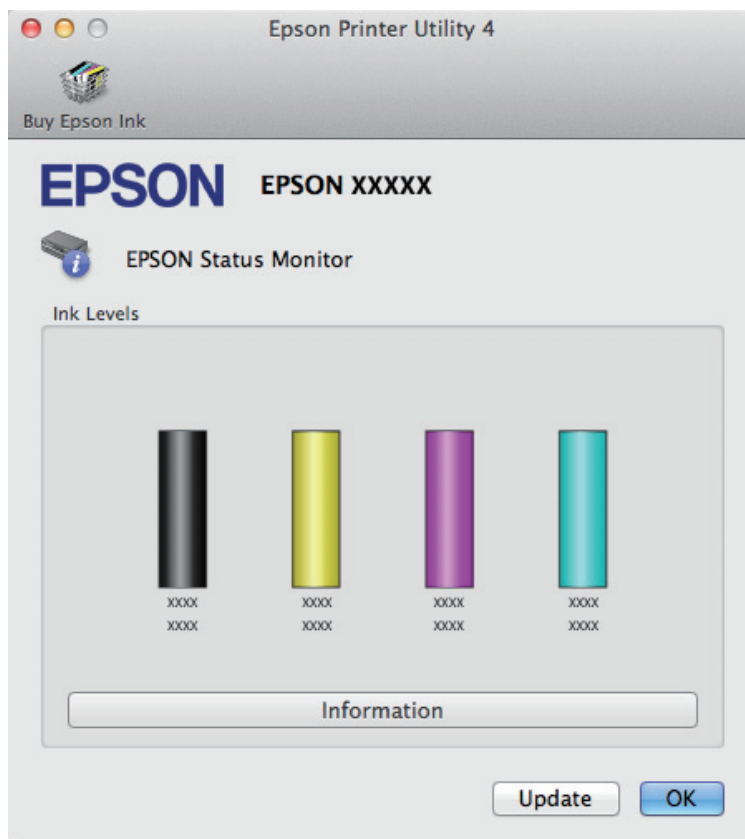 Epson Printer Utility 4
Buy Epson Ink
EPSON EPSON XXXXX
EPSON Status Monitor
Ink Levels
XXXX XXXX XXXX XXXX
XXXX XXXX XXXX XXXX
Information
Update OK